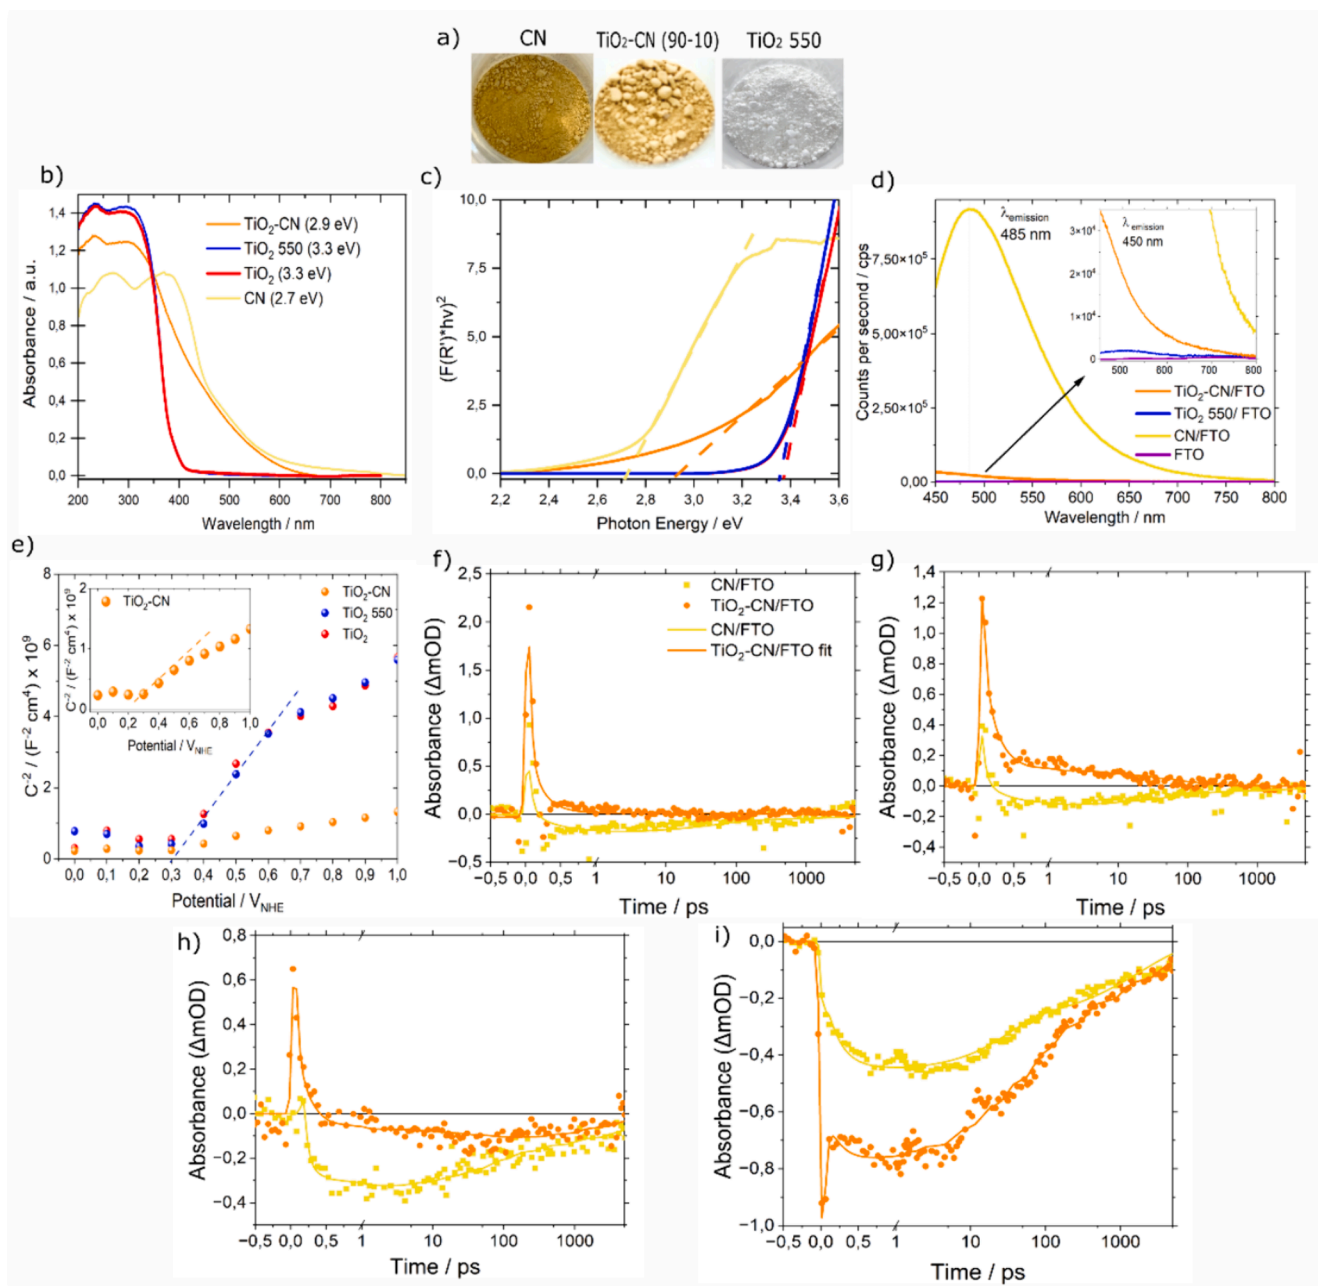 a)
CN
TiO₂-CN (90-10)
TiO₂ 550
b)
1,4
1,2
1,0
0,8
0,6
0,4
0,2
0,0
Absorbance / a.u.
TiO₂-CN (2.9 eV)
TiO₂ 550 (3.3 eV)
TiO₂ (3.3 eV)
CN (2.7 eV)
200 300 400 500 600 700 800
Wavelength / nm
c)
10,0
7,5
5,0
2,5
0,0
(F(R')*hv)²
2,2 2,4 2,6 2,8 3,0 3,2 3,4 3,6
Photon Energy / eV
d)
7,50×10⁵
5,00×10⁵
2,50×10⁵
0,00
Counts per second / cps
λ emission
485 nm
λ emission
450 nm
3×10⁴
2×10⁴
1×10⁴
0
500 600 700 800
TiO₂-CN/FTO
TiO₂ 550/ FTO
CN/FTO
FTO
450 500 550 600 650 700 750 800
Wavelength / nm
e)
8
6
4
2
0
C⁻² / (F⁻² cm⁴) x 10⁹
TiO₂-CN
2
1
0
C⁻² / (F⁻² cm⁴) x 10⁹
0,0 0,2 0,4 0,6 0,8 1,0
Potential / V_NHE
TiO₂-CN
TiO₂ 550
TiO₂
0,0 0,1 0,2 0,3 0,4 0,5 0,6 0,7 0,8 0,9 1,0
Potential / V_NHE
f)
2,5
2,0
1,5
1,0
0,5
0,0
−0,5
Absorbance (ΔmOD)
CN/FTO
TiO₂-CN/FTO
CN/FTO
TiO₂-CN/FTO fit
−0,5 0,0 0,5 1 10 100 1000
Time / ps
g)
1,4
1,2
1,0
0,8
0,6
0,4
0,2
0,0
−0,2
−0,4
Absorbance (ΔmOD)
−0,5 0,0 0,5 1 10 100 1000
Time / ps
h)
0,8
0,6
0,4
0,2
0,0
−0,2
−0,4
Absorbance (ΔmOD)
−0,5 0,0 0,5 1 10 100 1000
Time / ps
i)
0,0
−0,2
−0,4
−0,6
−0,8
−1,0
Absorbance (ΔmOD)
−0,5 0,0 0,5 1 10 100 1000
Time / ps